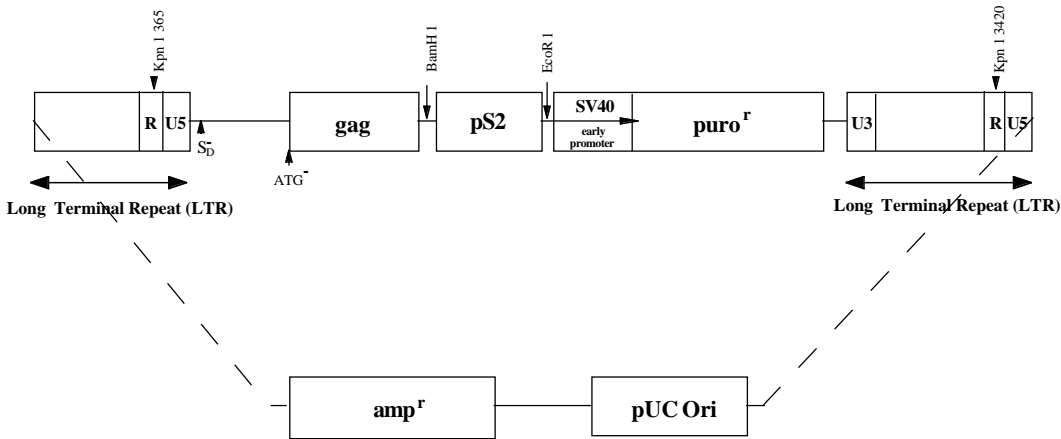 Kpn 1 365
BamH 1
EcoR 1
Kpn 1 3420
R U5
gag
pS2
SV40
early
promoter
puro r
U3
R U5
S D -
ATG -
Long Terminal Repeat (LTR)
Long Terminal Repeat (LTR)
amp r
pUC Ori